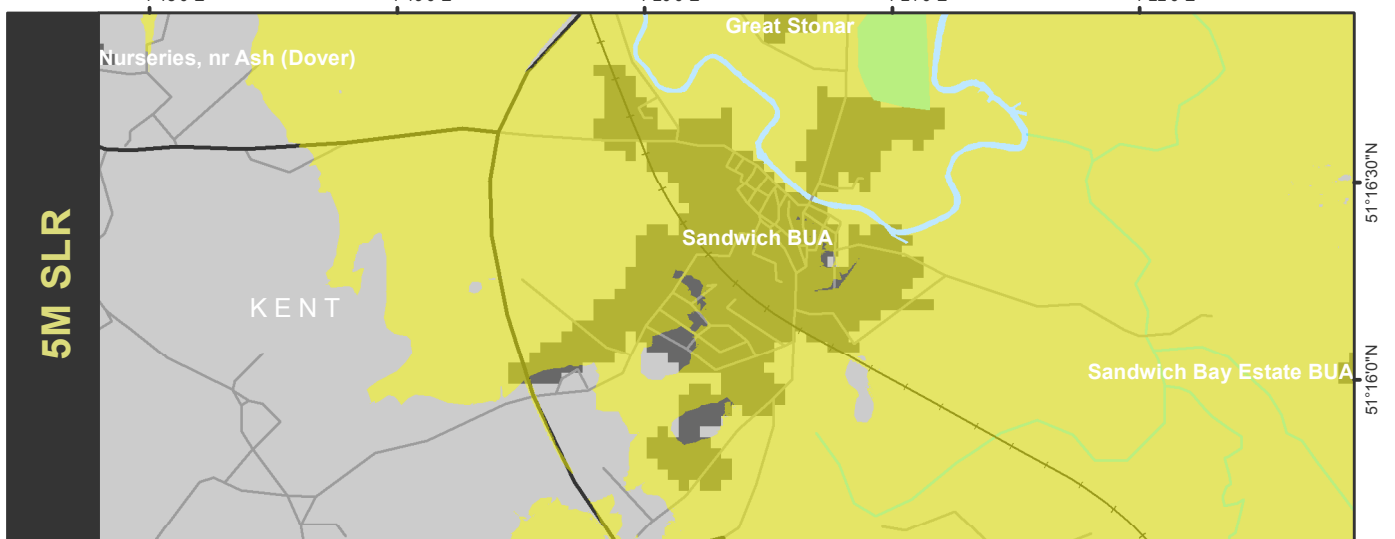 Great Stonar
Nurseries, nr Ash (Dover)
51°16'30"N
5M SLR
Sandwich BUA
KENT
Sandwich Bay Estate BUA
51°16'0"N